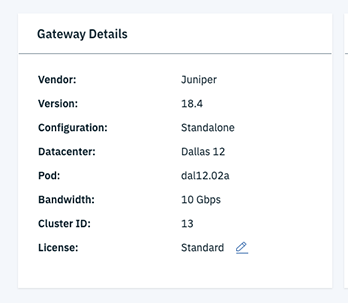 Gateway Details
Vendor: Juniper
Version: 18.4
Configuration: Standalone
Datacenter: Dallas 12
Pod: dal12.02a
Bandwidth: 10 Gbps
Cluster ID: 13
License: Standard